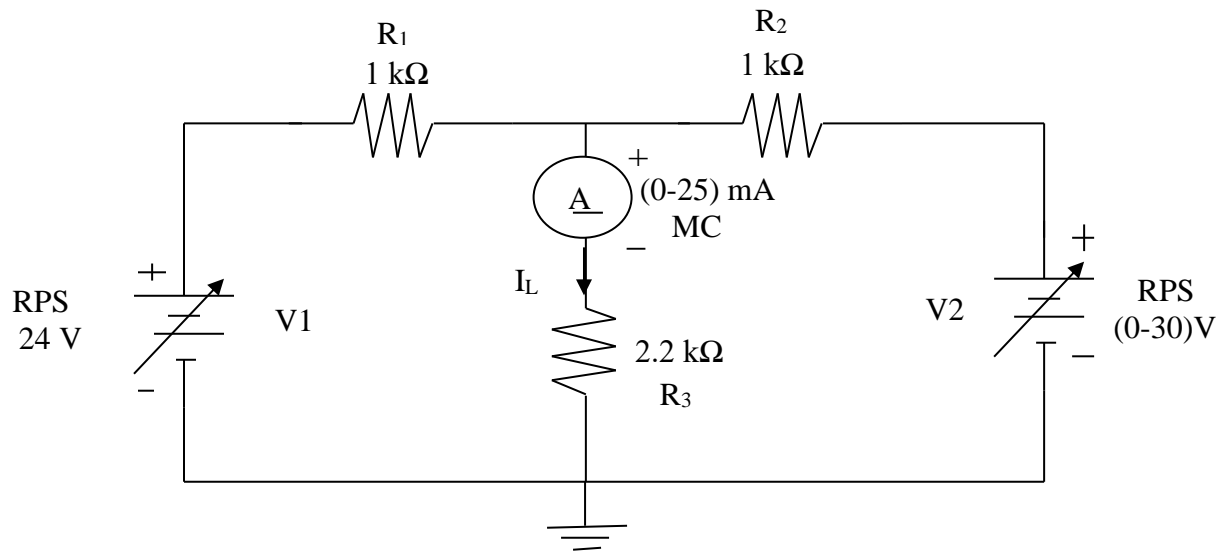 R₁
1 kΩ
R₂
1 kΩ
+
A
(0-25) mA
MC
–
I_L
RPS
24 V
+
-
V1
2.2 kΩ
R₃
V2
+
–
RPS
(0-30)V